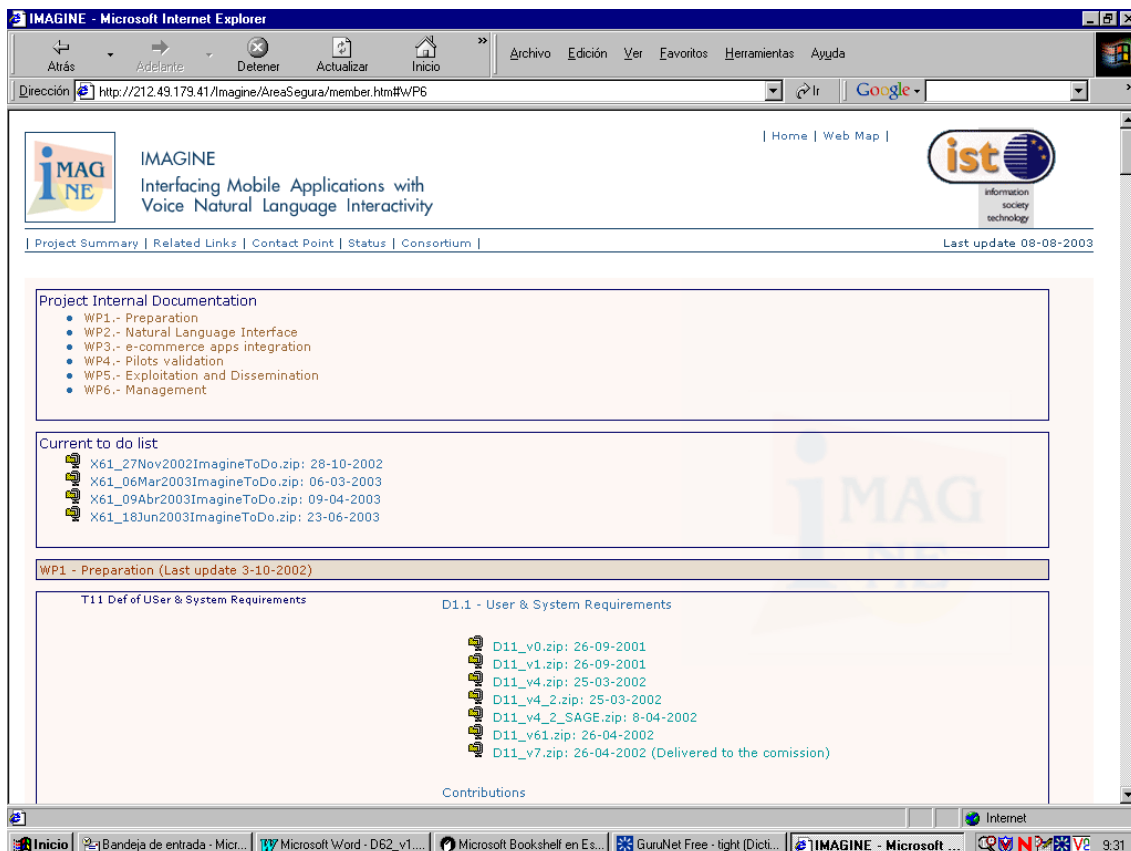 IMAGINE - Microsoft Internet Explorer
Atrás Adelante Detener Actualizar Inicio » Archivo Edición Ver Favoritos Herramientas Ayuda
Dirección http://212.49.179.41/Imagine/AreaSegura/member.htm#WP6 Ir Google
| Home | Web Map |
iMAGNE
IMAGINE
Interfacing Mobile Applications with
Voice Natural Language Interactivity
ist
information
society
technology
| Project Summary | Related Links | Contact Point | Status | Consortium | Last update 08-08-2003
Project Internal Documentation
WP1.- Preparation
WP2.- Natural Language Interface
WP3.- e-commerce apps integration
WP4.- Pilots validation
WP5.- Exploitation and Dissemination
WP6.- Management
Current to do list
X61_27Nov2002ImagineToDo.zip: 28-10-2002
X61_06Mar2003ImagineToDo.zip: 06-03-2003
X61_09Abr2003ImagineToDo.zip: 09-04-2003
X61_18Jun2003ImagineToDo.zip: 23-06-2003
iMAGNE
WP1 - Preparation (Last update 3-10-2002)
T11 Def of USer & System Requirements
D1.1 - User & System Requirements
D11_v0.zip: 26-09-2001
D11_v1.zip: 26-09-2001
D11_v4.zip: 25-03-2002
D11_v4_2.zip: 25-03-2002
D11_v4_2_SAGE.zip: 8-04-2002
D11_v61.zip: 26-04-2002
D11_v7.zip: 26-04-2002 (Delivered to the comission)
Contributions
Internet
Inicio Bandeja de entrada - Micr... Microsoft Word - D62_v1.... Microsoft Bookshelf en Es... GuruNet Free - tight (Dicti... IMAGINE - Microsoft ... 9:31